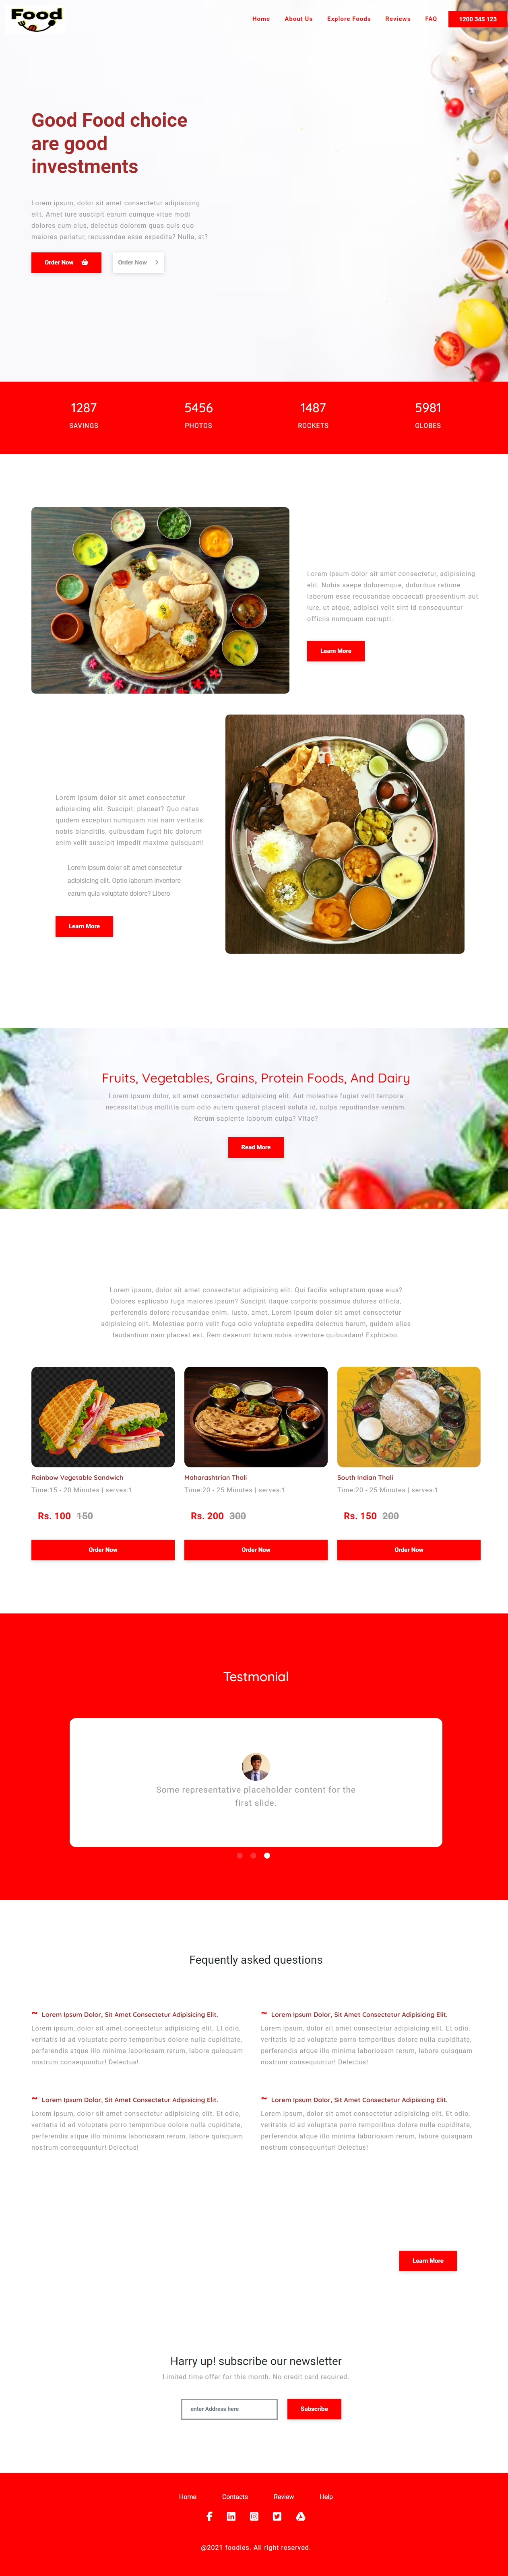 Food
Home About Us Explore Foods Reviews FAQ 1200 345 123
Good Food choice
are good
investments
Lorem ipsum, dolor sit amet consectetur adipisicing
elit. Amet iure suscipit earum cumque vitae modi
dolores cum eius, delectus dolorem quas quis quo
maiores pariatur, recusandae esse expedita? Nulla, at?
Order Now Order Now
1287 5456 1487 5981
SAVINGS PHOTOS ROCKETS GLOBES
Lorem ipsum dolor sit amet consectetur, adipisicing
elit. Nobis saepe doloremque, doloribus ratione
laborum esse recusandae obcaecati praesentium aut
iure, ut atque, adipisci velit sint id consequuntur
officiis numquam corrupti.
Learn More
Lorem ipsum dolor sit amet consectetur
adipisicing elit. Suscipit, placeat? Quo natus
quidem excepturi numquam nisi nam veritatis
nobis blanditiis, quibusdam fugit hic dolorum
enim velit suscipit impedit maxime quisquam!
Lorem ipsum dolor sit amet consectetur
adipisicing elit. Optio laborum inventore
earum quia voluptate dolore? Libero
Learn More
Fruits, Vegetables, Grains, Protein Foods, And Dairy
Lorem ipsum dolor, sit amet consectetur adipisicing elit. Aut molestiae fugiat velit tempora
necessitatibus mollitia cum odio autem quaerat placeat soluta id, culpa repudiandae veniam.
Rerum sapiente laborum culpa? Vitae?
Read More
Lorem ipsum, dolor sit amet consectetur adipisicing elit. Qui facilis voluptatum quae eius?
Dolores explicabo fuga maiores ipsum? Suscipit itaque corporis possimus dolores officia,
perferendis dolore recusandae enim. Iusto, amet. Lorem ipsum dolor sit amet consectetur
adipisicing elit. Molestiae porro velit fuga odio voluptate expedita delectus harum, quidem alias
laudantium nam placeat est. Rem deserunt totam nobis inventore quibusdam! Explicabo.
Rainbow Vegetable Sandwich
Time:15 - 20 Minutes | serves:1
Rs. 100 150
Order Now
Maharashtrian Thali
Time:20 - 25 Minutes | serves:1
Rs. 200 300
Order Now
South Indian Thali
Time:20 - 25 Minutes | serves:1
Rs. 150 200
Order Now
Testmonial
Some representative placeholder content for the
first slide.
Fequently asked questions
~ Lorem Ipsum Dolor, Sit Amet Consectetur Adipisicing Elit.
Lorem ipsum, dolor sit amet consectetur adipisicing elit. Et odio,
veritatis id ad voluptate porro temporibus dolore nulla cupiditate,
perferendis atque illo minima laboriosam rerum, labore quisquam
nostrum consequuntur! Delectus!
~ Lorem Ipsum Dolor, Sit Amet Consectetur Adipisicing Elit.
Lorem ipsum, dolor sit amet consectetur adipisicing elit. Et odio,
veritatis id ad voluptate porro temporibus dolore nulla cupiditate,
perferendis atque illo minima laboriosam rerum, labore quisquam
nostrum consequuntur! Delectus!
~ Lorem Ipsum Dolor, Sit Amet Consectetur Adipisicing Elit.
Lorem ipsum, dolor sit amet consectetur adipisicing elit. Et odio,
veritatis id ad voluptate porro temporibus dolore nulla cupiditate,
perferendis atque illo minima laboriosam rerum, labore quisquam
nostrum consequuntur! Delectus!
~ Lorem Ipsum Dolor, Sit Amet Consectetur Adipisicing Elit.
Lorem ipsum, dolor sit amet consectetur adipisicing elit. Et odio,
veritatis id ad voluptate porro temporibus dolore nulla cupiditate,
perferendis atque illo minima laboriosam rerum, labore quisquam
nostrum consequuntur! Delectus!
Learn More
Harry up! subscribe our newsletter
Limited time offer for this month. No credit card required.
enter Address here Subscribe
Home Contacts Review Help
@2021 foodies. All right reserved.